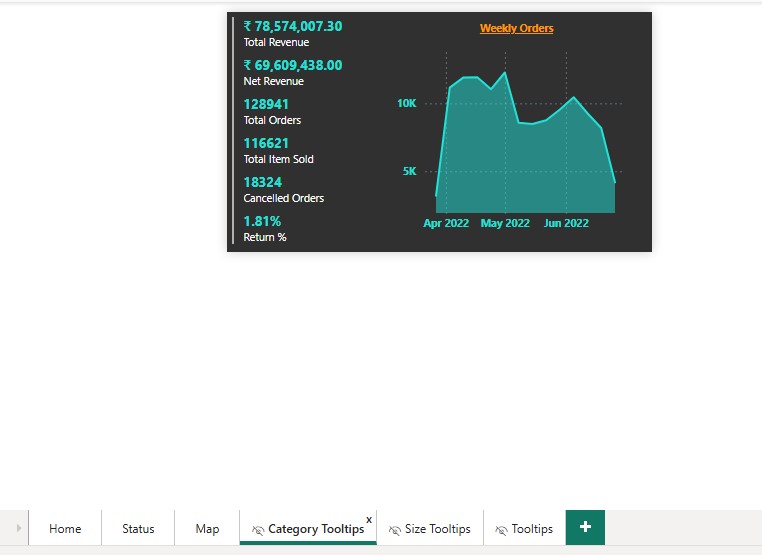 ₹ 78,574,007.30
Total Revenue
₹ 69,609,438.00
Net Revenue
128941
Total Orders
116621
Total Item Sold
18324
Cancelled Orders
1.81%
Return %
Weekly Orders
10K
5K
Apr 2022 May 2022 Jun 2022
Home Status Map Category Tooltips x Size Tooltips Tooltips +